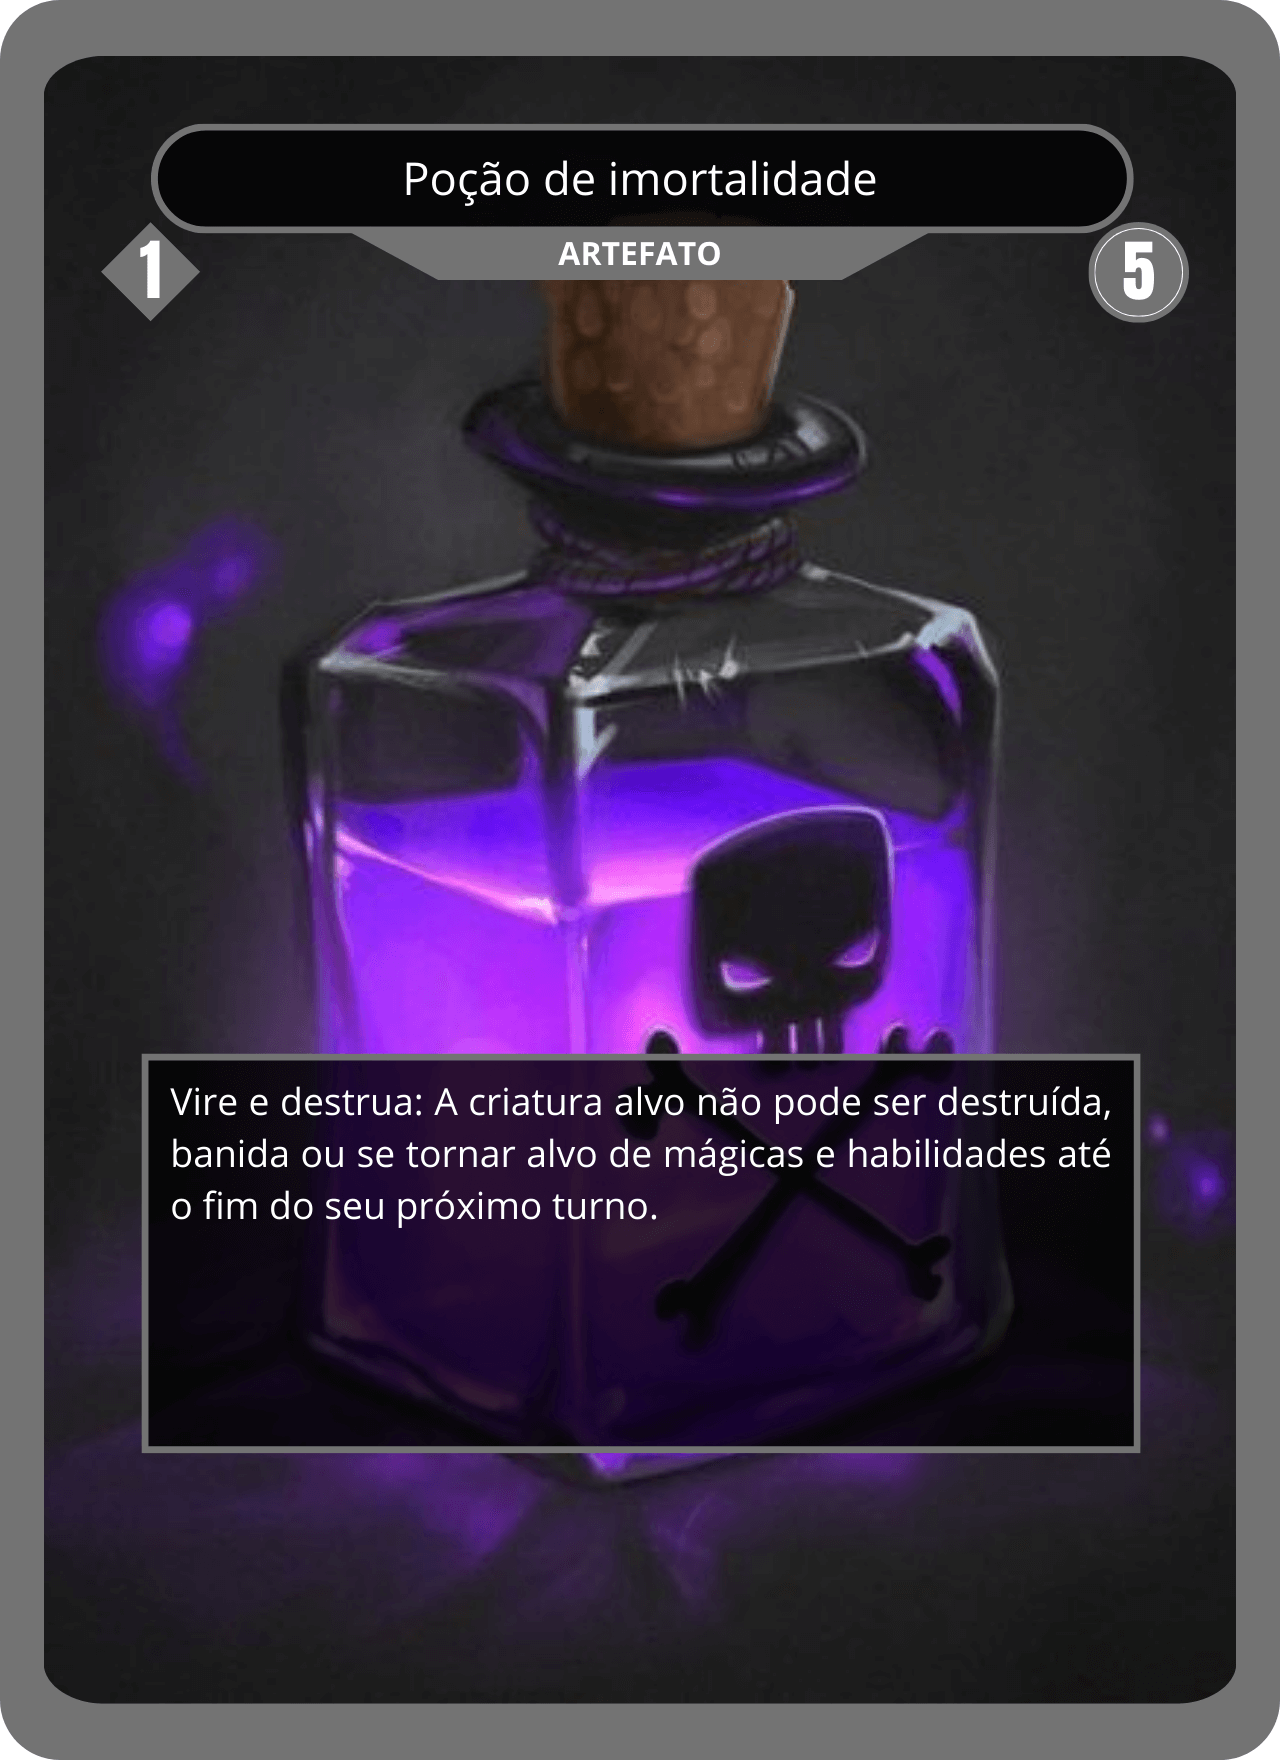 Poção de imortalidade
ARTEFATO
1
5
Vire e destrua: A criatura alvo não pode ser destruída,
banida ou se tornar alvo de mágicas e habilidades até
o fim do seu próximo turno.